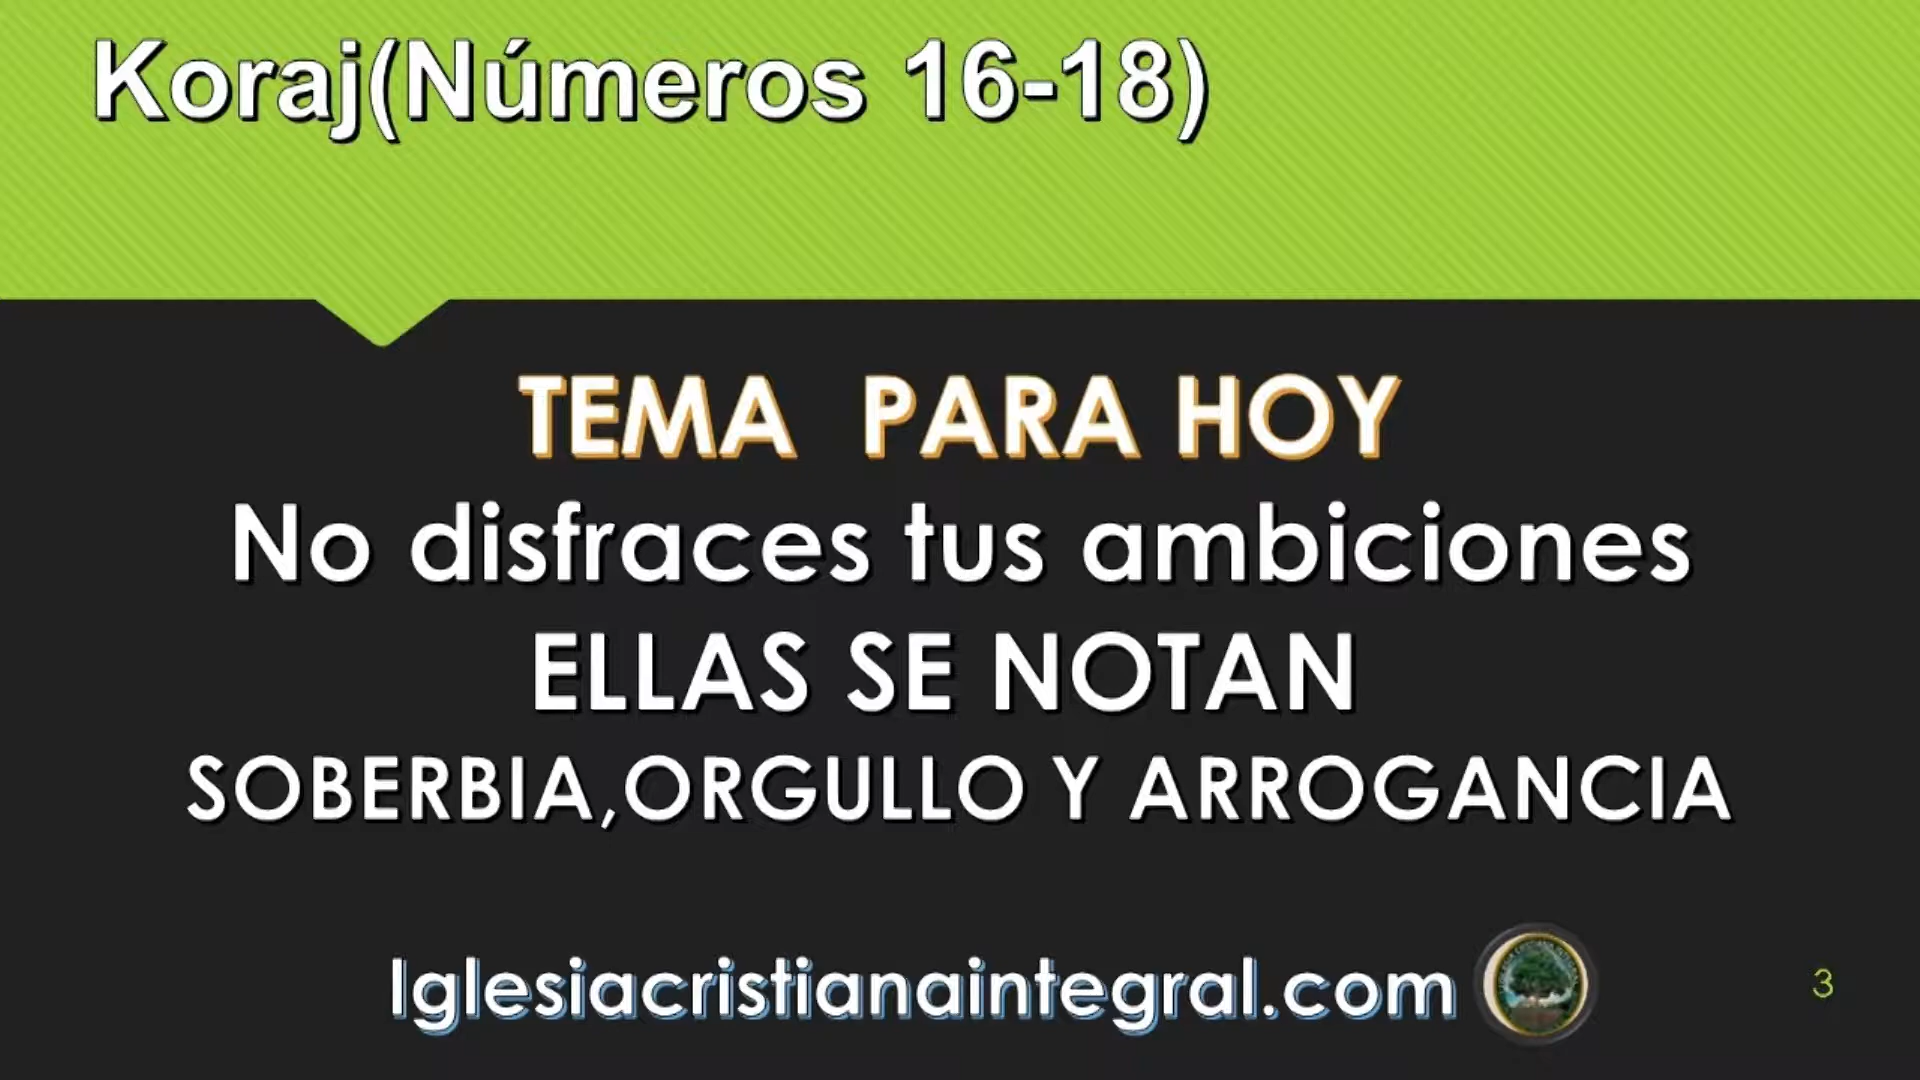 Koraj(Números 16-18)
TEMA PARA HOY
No disfraces tus ambiciones
ELLAS SE NOTAN
SOBERBIA,ORGULLO Y ARROGANCIA
Iglesiacristianaintegral.com
3